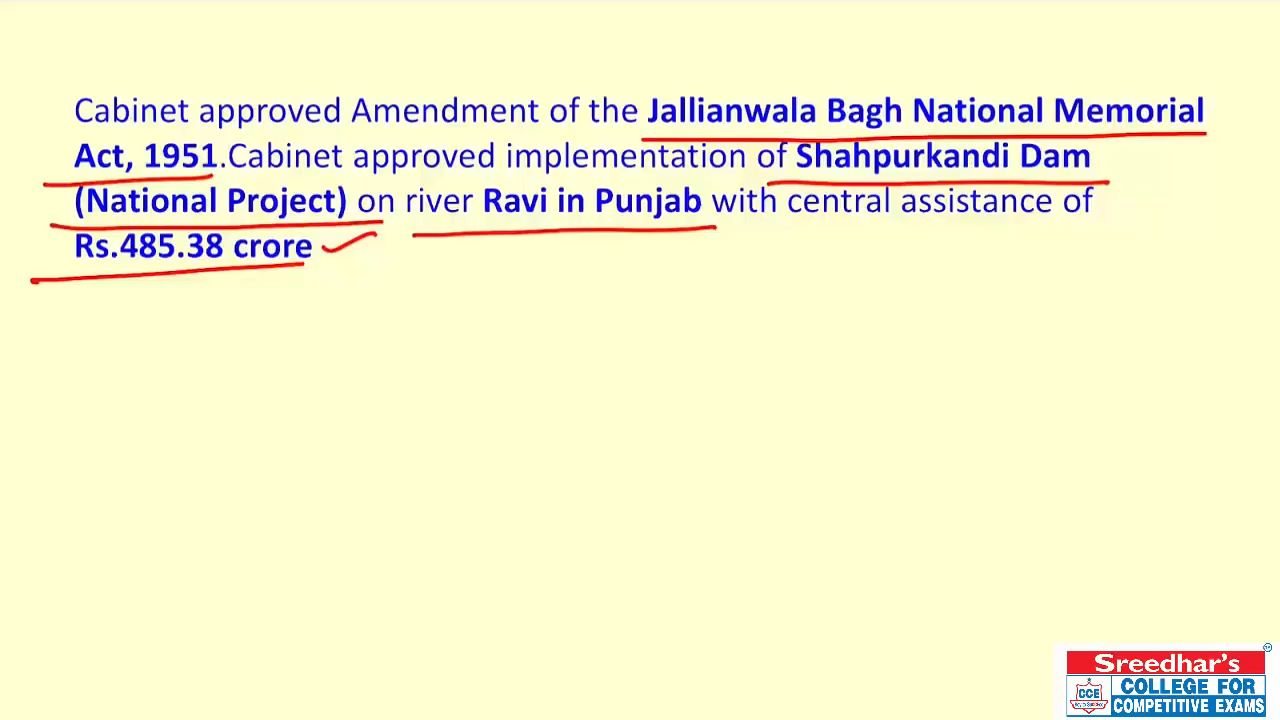 Cabinet approved Amendment of the Jallianwala Bagh National Memorial
Act, 1951.Cabinet approved implementation of Shahpurkandi Dam
(National Project) on river Ravi in Punjab with central assistance of
Rs.485.38 crore
Sreedhar's
CCE
COLLEGE FOR
COMPETITIVE EXAMS